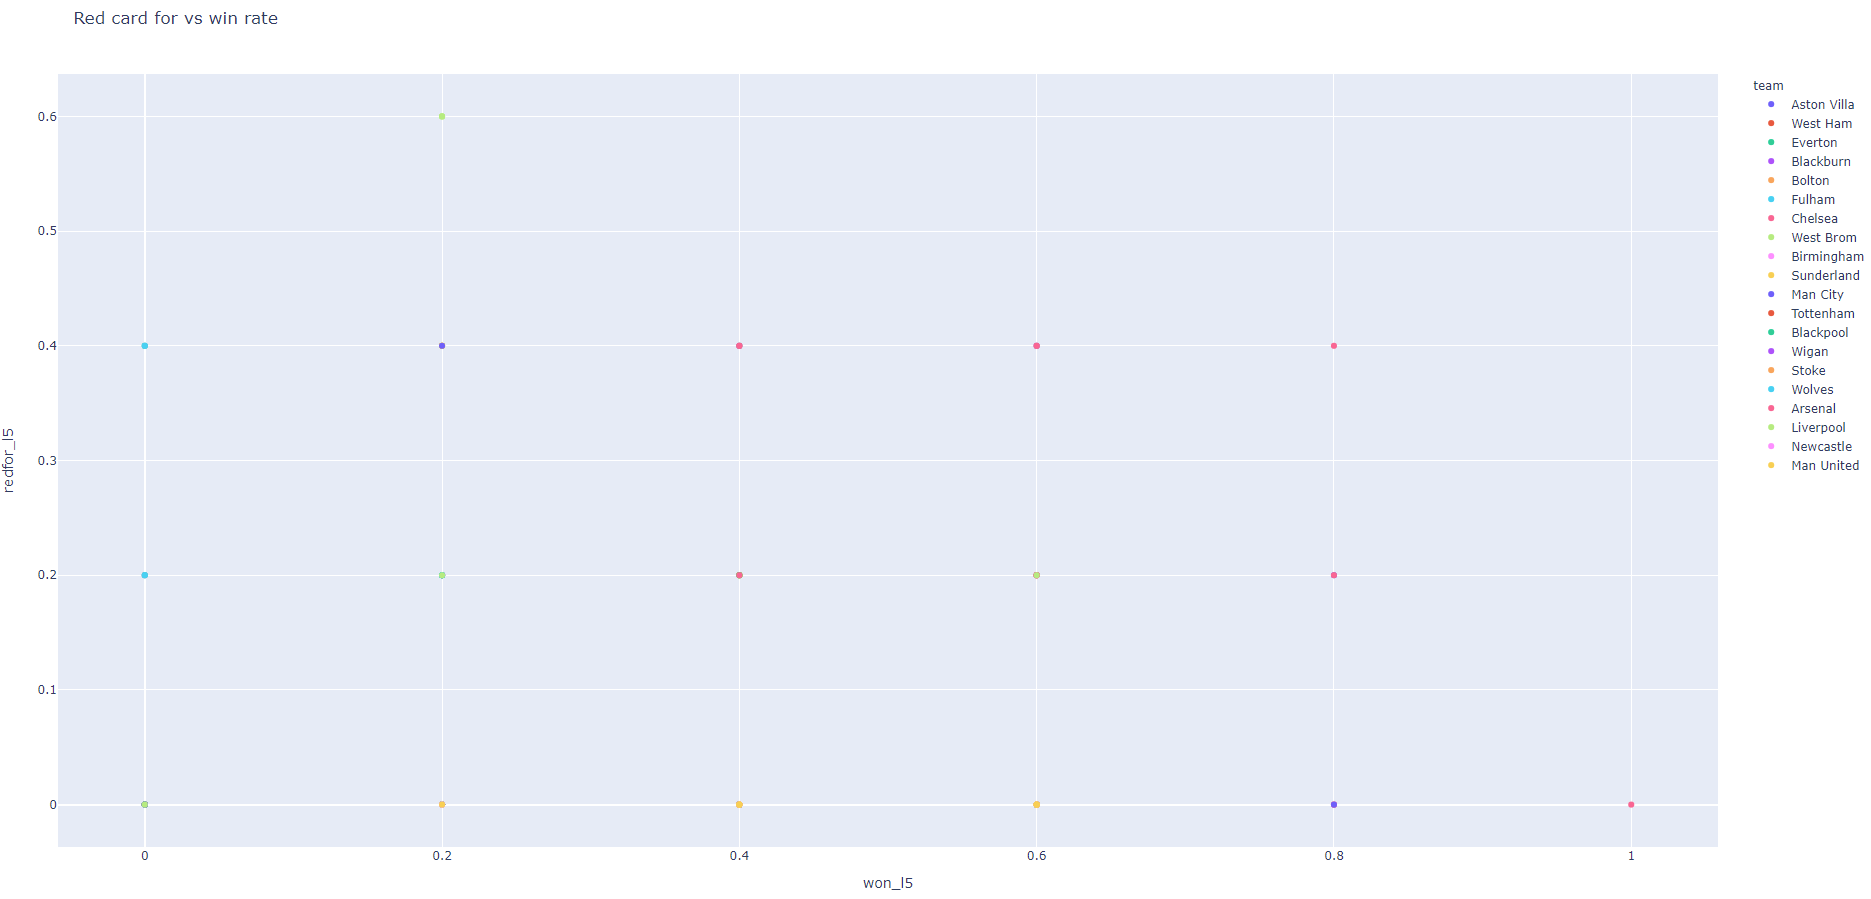 Red card for vs win rate
0.6
0.5
0.4
0.3
0.2
0.1
0
redfor_l5
0
0.2
0.4
0.6
0.8
1
won_l5
team
Aston Villa
West Ham
Everton
Blackburn
Bolton
Fulham
Chelsea
West Brom
Birmingham
Sunderland
Man City
Tottenham
Blackpool
Wigan
Stoke
Wolves
Arsenal
Liverpool
Newcastle
Man United